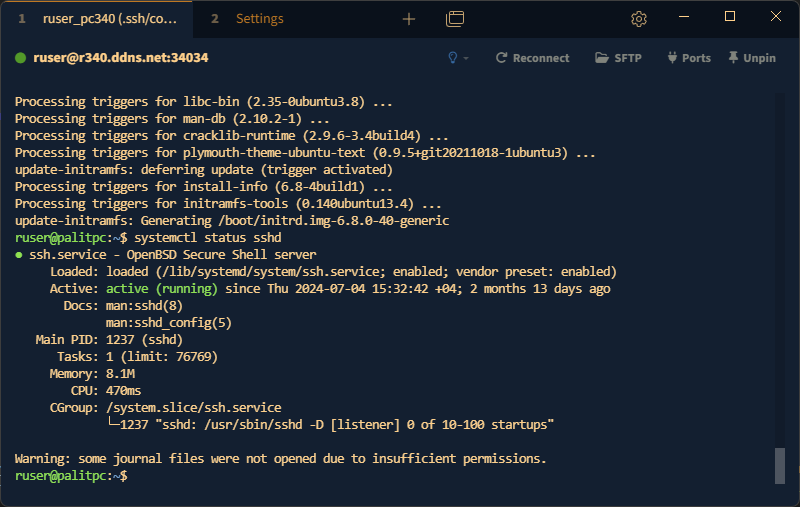 1 ruser_pc340 (.ssh/co… 2 Settings
ruser@r340.ddns.net:34034 Reconnect SFTP Ports Unpin
Processing triggers for libc-bin (2.35-0ubuntu3.8) ...
Processing triggers for man-db (2.10.2-1) ...
Processing triggers for cracklib-runtime (2.9.6-3.4build4) ...
Processing triggers for plymouth-theme-ubuntu-text (0.9.5+git20211018-1ubuntu3) ...
update-initramfs: deferring update (trigger activated)
Processing triggers for install-info (6.8-4build1) ...
Processing triggers for initramfs-tools (0.140ubuntu13.4) ...
update-initramfs: Generating /boot/initrd.img-6.8.0-40-generic
ruser@palitpc:~$ systemctl status sshd
● ssh.service - OpenBSD Secure Shell server
Loaded: loaded (/lib/systemd/system/ssh.service; enabled; vendor preset: enabled)
Active: active (running) since Thu 2024-07-04 15:32:42 +04; 2 months 13 days ago
Docs: man:sshd(8)
man:sshd_config(5)
Main PID: 1237 (sshd)
Tasks: 1 (limit: 76769)
Memory: 8.1M
CPU: 470ms
CGroup: /system.slice/ssh.service
└─1237 "sshd: /usr/sbin/sshd -D [listener] 0 of 10-100 startups"
Warning: some journal files were not opened due to insufficient permissions.
ruser@palitpc:~$